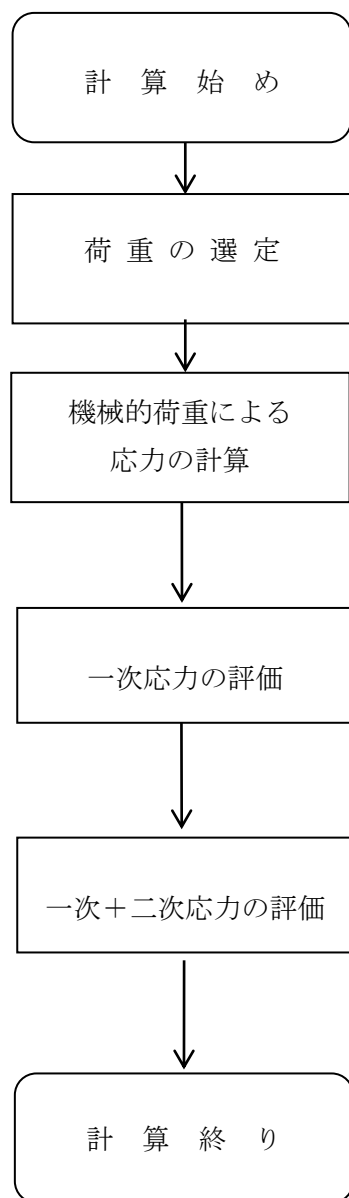 計算始め
荷重の選定
機械的荷重による
応力の計算
一次応力の評価
一次＋二次応力の評価
計算終り